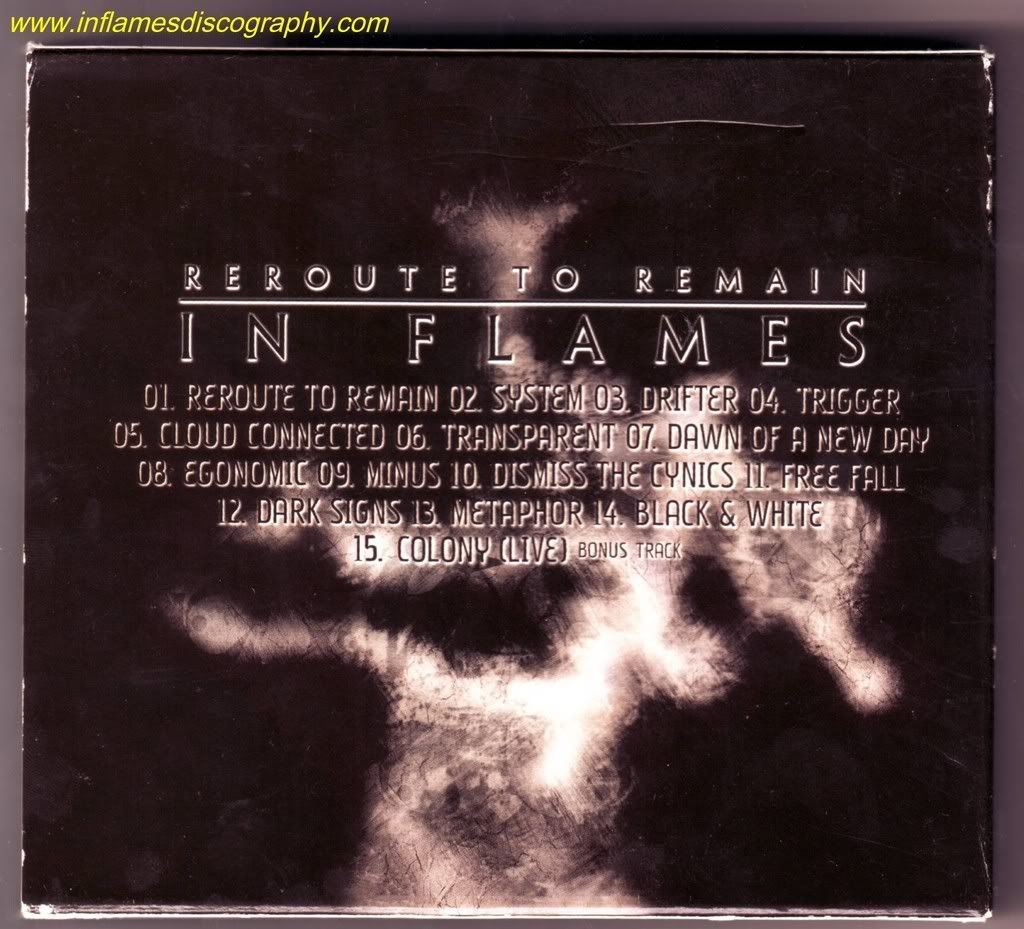 www.inflamesdiscography.com
REROUTE TO REMAIN
IN FLAMES
01. REROUTE TO REMAIN 02. SYSTEM 03. DRIFTER 04. TRIGGER
05. CLOUD CONNECTED 06. TRANSPARENT 07. DAWN OF A NEW DAY
08. EGONOMIC 09. MINUS 10. DISMISS THE CYNICS 11. FREE FALL
12. DARK SIGNS 13. METAPHOR 14. BLACK & WHITE
15. COLONY (LIVE) BONUS TRACK